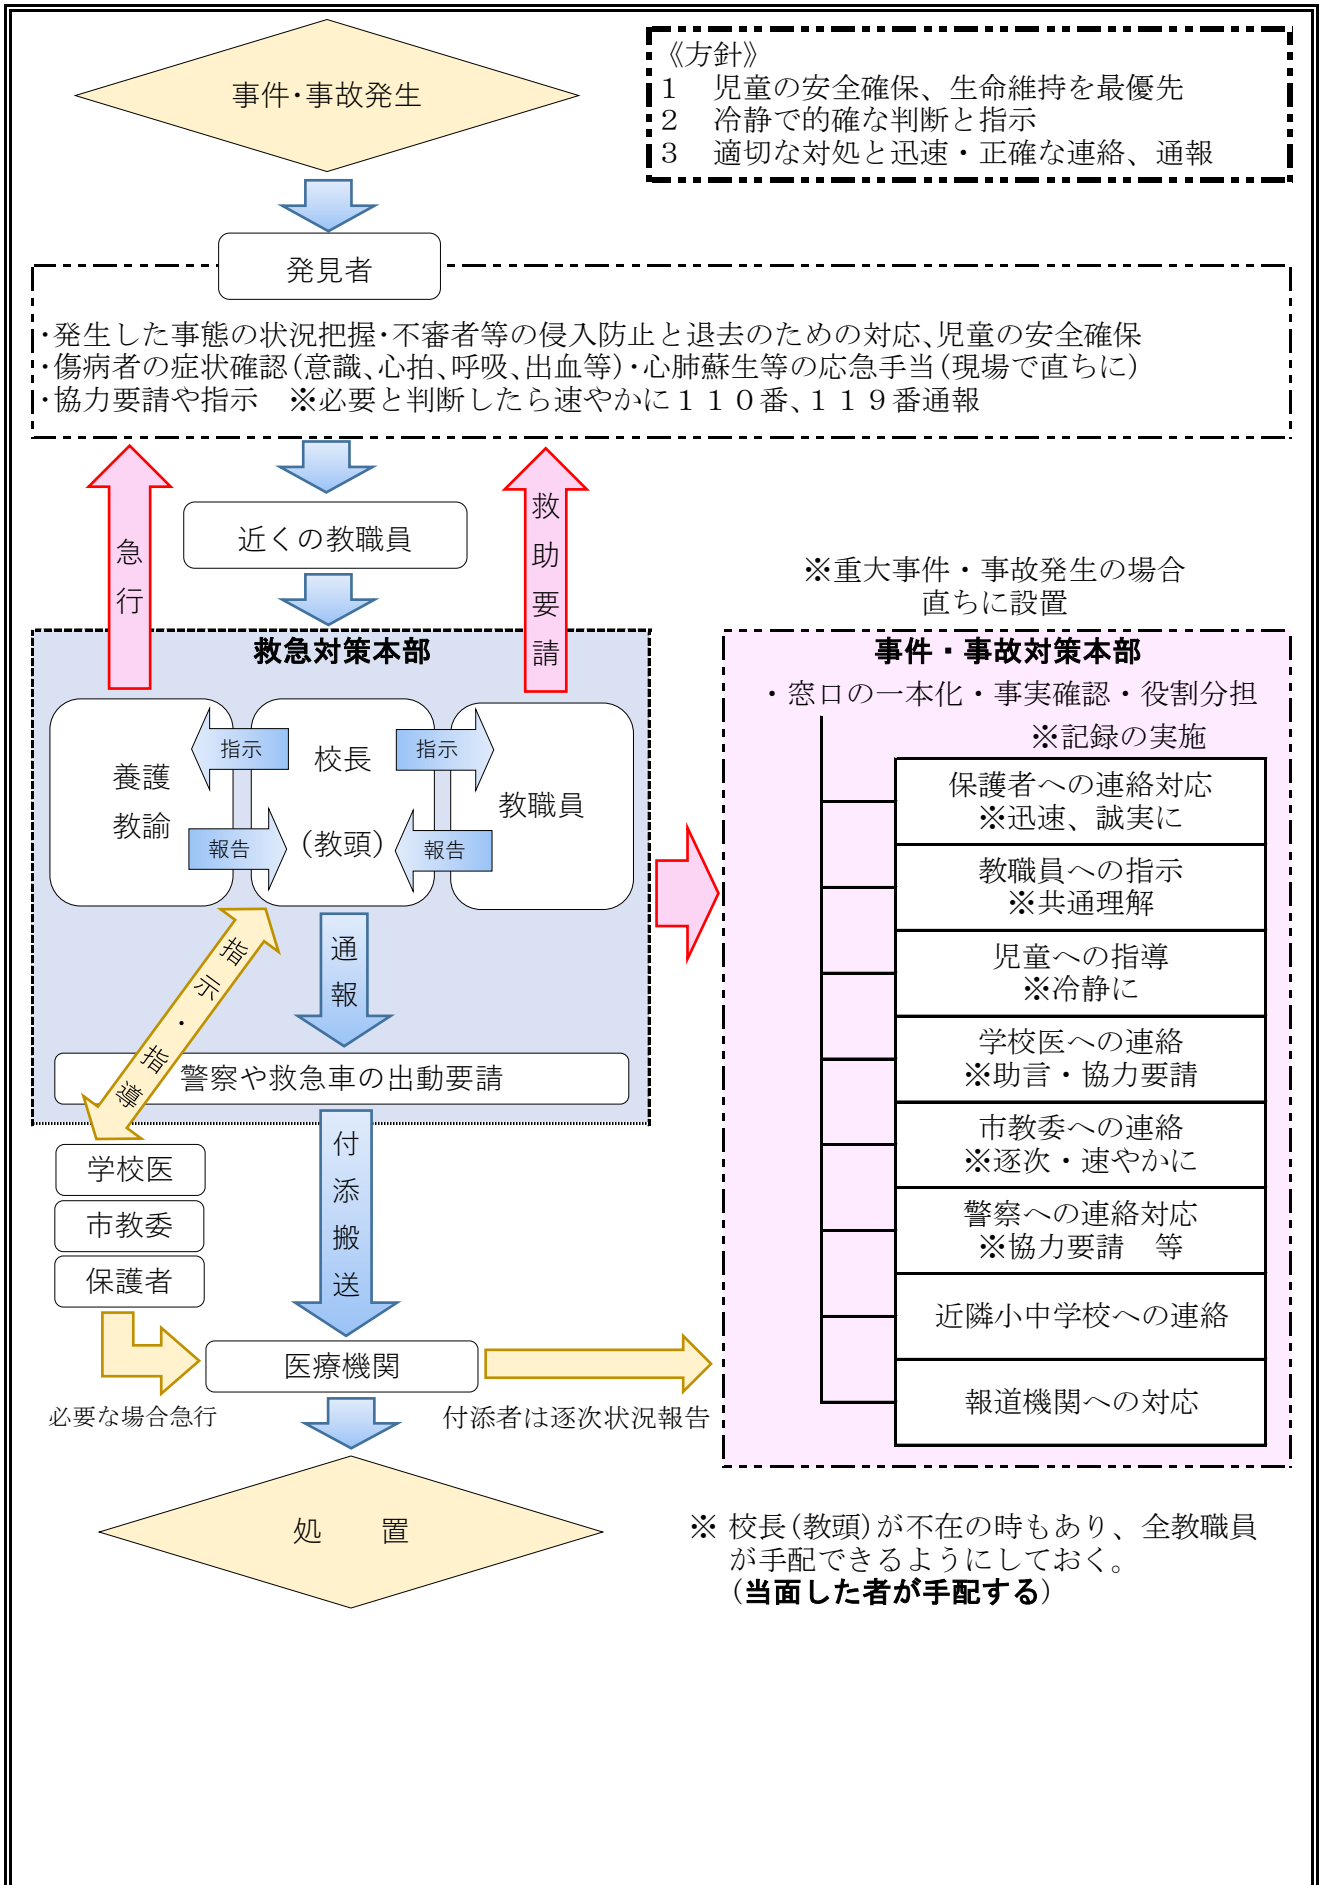 事件・事故発生
《方針》
１　児童の安全確保、生命維持を最優先
２　冷静で的確な判断と指示
３　適切な対処と迅速・正確な連絡、通報
発見者
・発生した事態の状況把握・不審者等の侵入防止と退去のための対応、児童の安全確保
・傷病者の症状確認(意識、心拍、呼吸、出血等)・心肺蘇生等の応急手当(現場で直ちに)
・協力要請や指示　※必要と判断したら速やかに１１０番、１１９番通報
急行
近くの教職員
救助要請
救急対策本部
養護
教諭
指示
報告
校長
(教頭)
指示
報告
教職員
通報
指示・指導
警察や救急車の出動要請
学校医
市教委
保護者
付添搬送
必要な場合急行
医療機関
付添者は逐次状況報告
処　置
※重大事件・事故発生の場合
直ちに設置
事件・事故対策本部
・窓口の一本化・事実確認・役割分担
※記録の実施
保護者への連絡対応
※迅速、誠実に
教職員への指示
※共通理解
児童への指導
※冷静に
学校医への連絡
※助言・協力要請
市教委への連絡
※逐次・速やかに
警察への連絡対応
※協力要請　等
近隣小中学校への連絡
報道機関への対応
※ 校長(教頭)が不在の時もあり、全教職員
が手配できるようにしておく。
(当面した者が手配する)